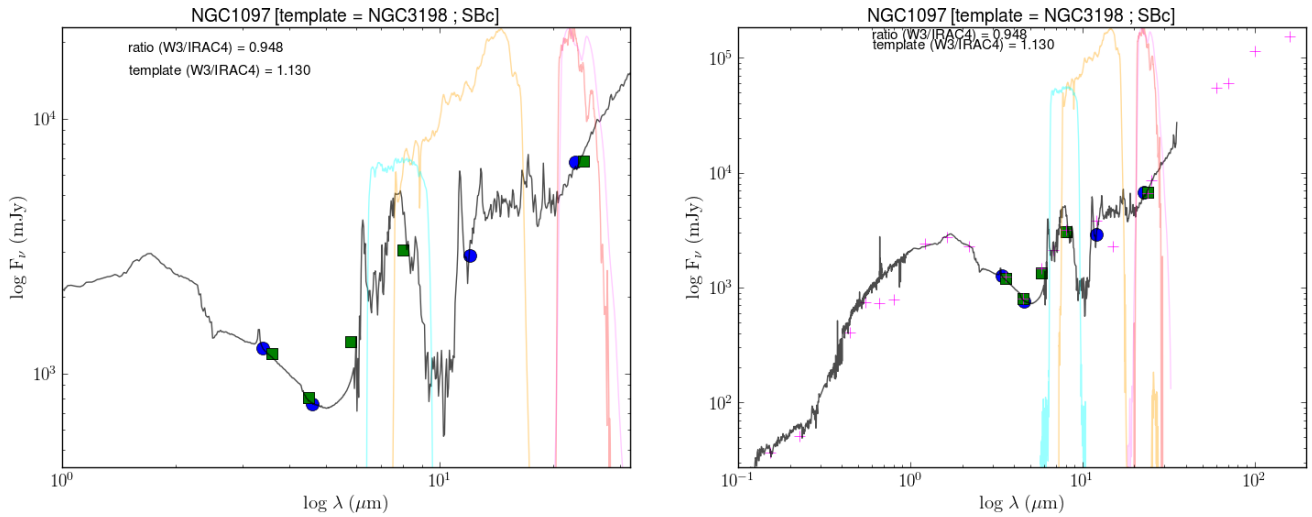 NGC1097 [template = NGC3198 ; SBc]
ratio (W3/IRAC4) = 0.948
template (W3/IRAC4) = 1.130
10⁴
10³
log Fν (mJy)
10⁰
10¹
log λ (μm)
NGC1097 [template = NGC3198 ; SBc]
ratio (W3/IRAC4) = 0.948
template (W3/IRAC4) = 1.130
10⁵
10⁴
10³
10²
log Fν (mJy)
10⁻¹
10⁰
10¹
10²
log λ (μm)